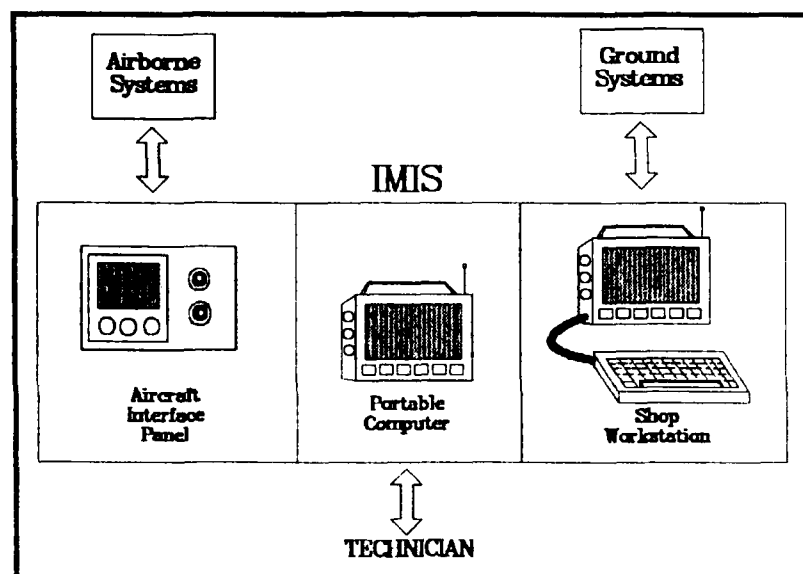 Airborne
Systems
Ground
Systems
IMIS
Aircraft
Interface
Panel
Portable
Computer
Shop
Workstation
TECHNICIAN